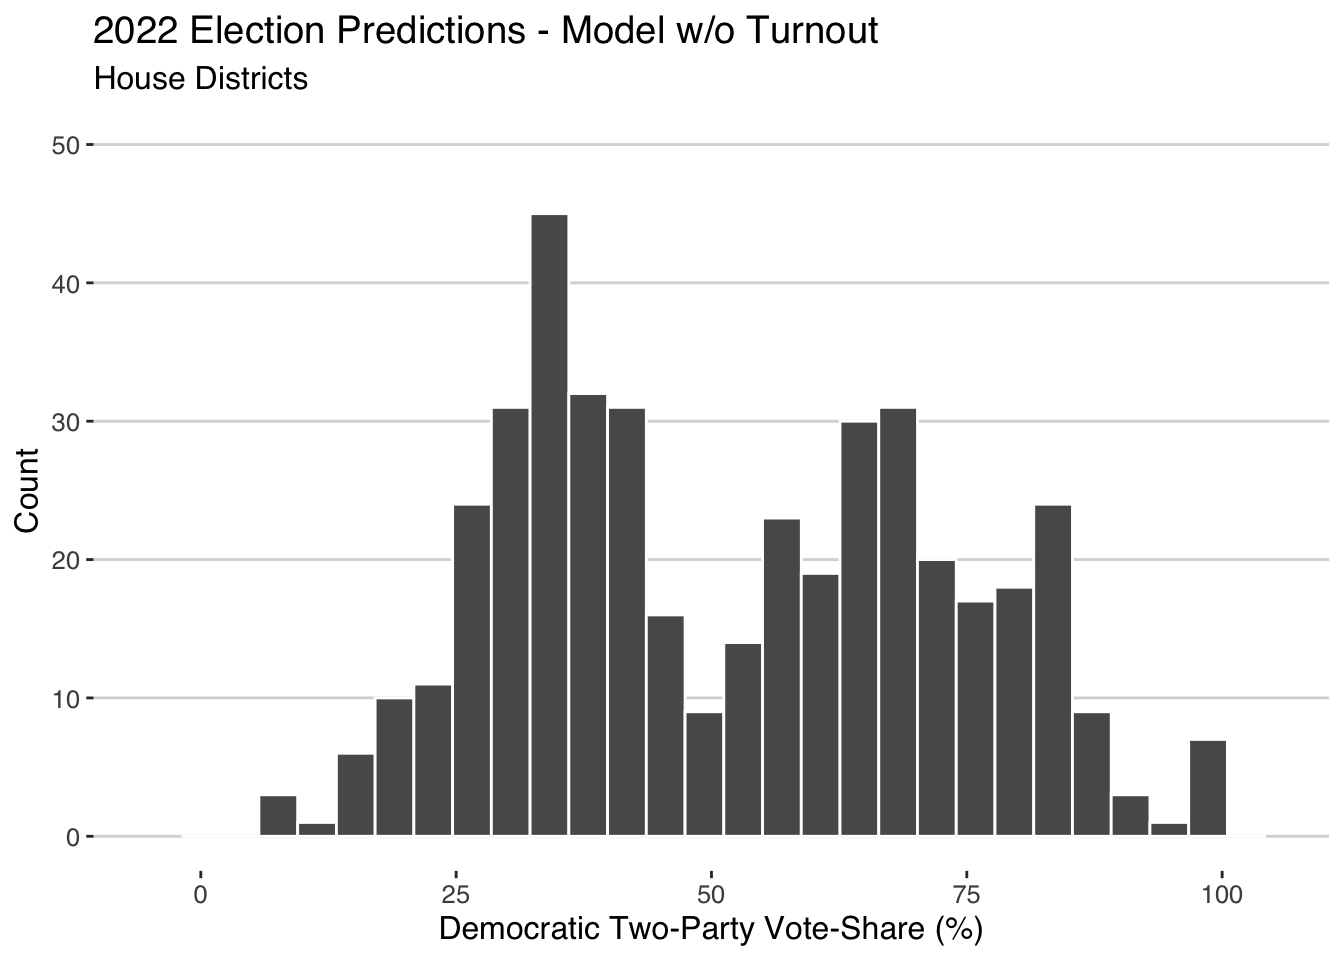 2022 Election Predictions - Model w/o Turnout
House Districts
50
40
30
20
10
0
Count
0 25 50 75 100
Democratic Two-Party Vote-Share (%)